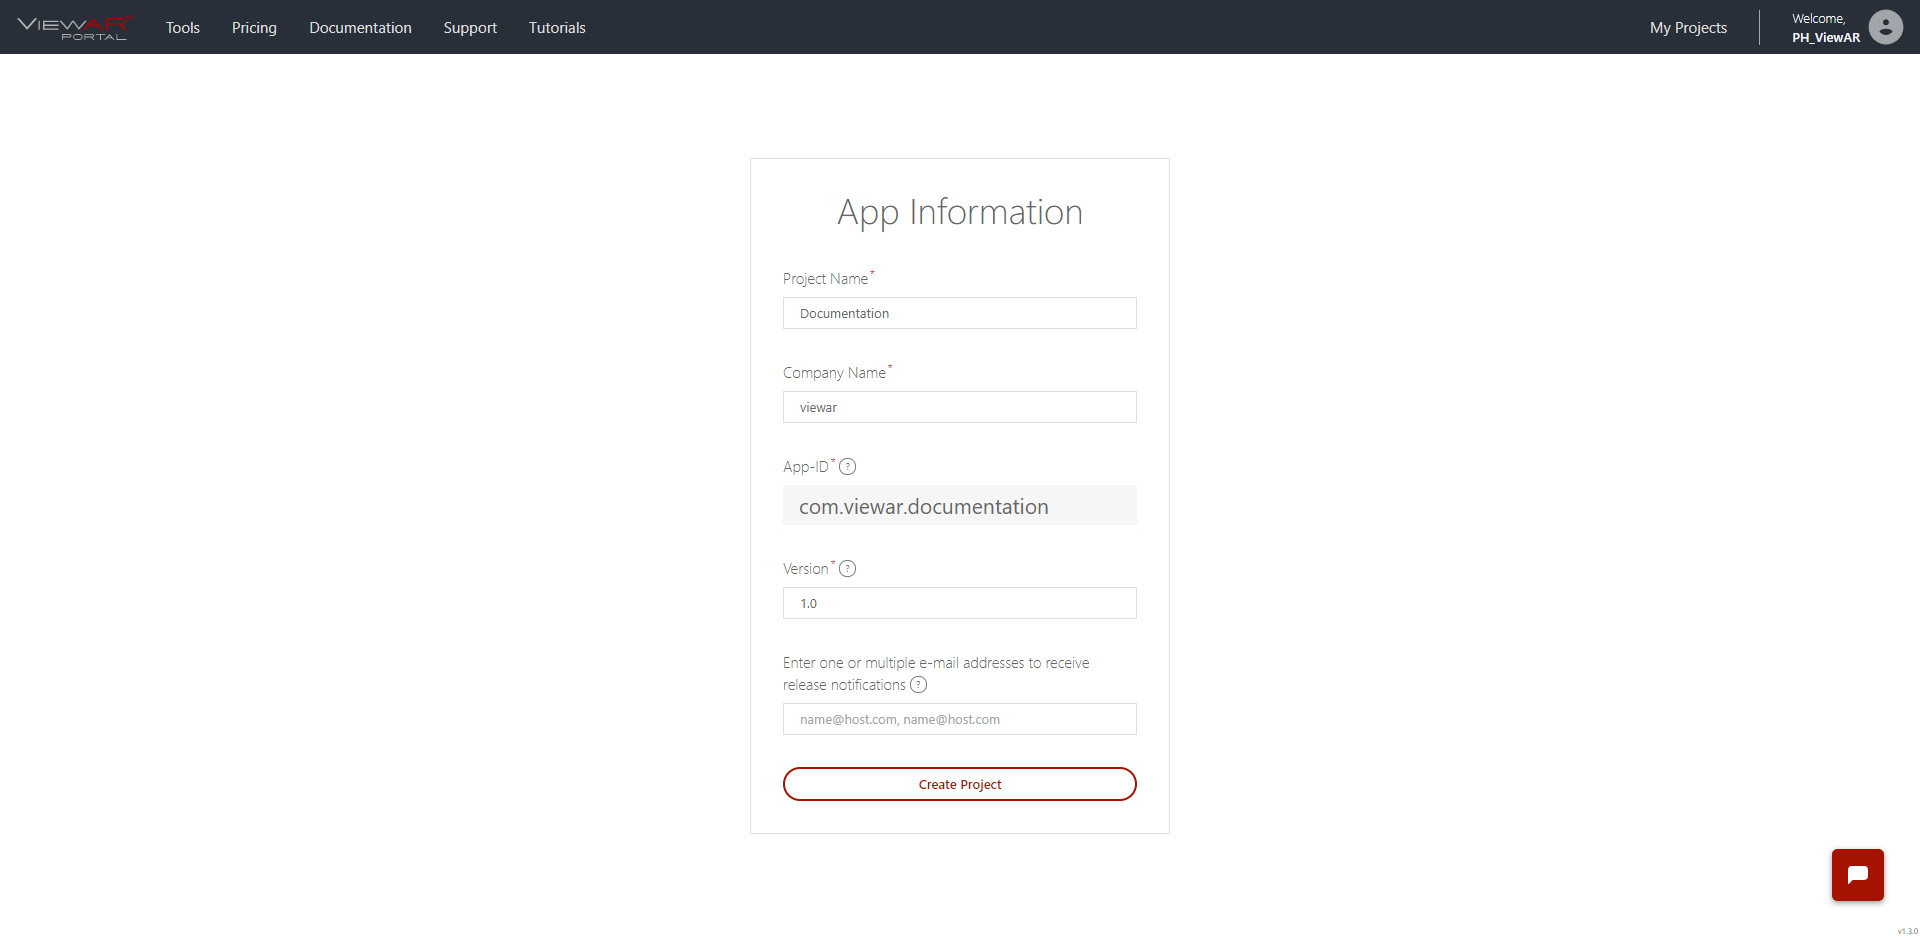 VIEWAR PORTAL
Tools Pricing Documentation Support Tutorials My Projects Welcome, PH_ViewAR
App Information
Project Name*
Documentation
Company Name*
viewar
App-ID* ?
com.viewar.documentation
Version* ?
1.0
Enter one or multiple e-mail addresses to receive
release notifications ?
name@host.com, name@host.com
Create Project
v1.3.0